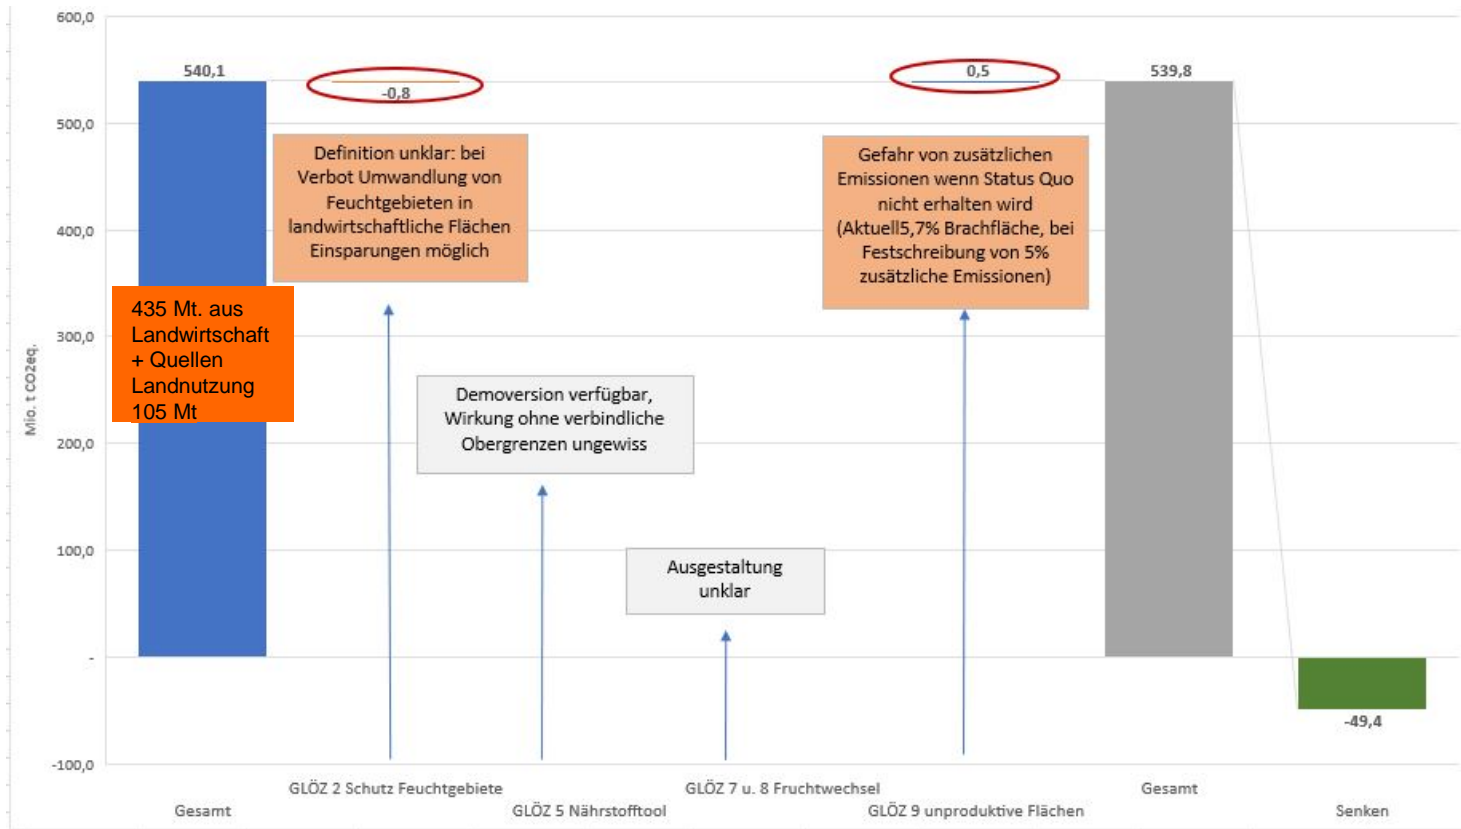 600,0
500,0
400,0
300,0
200,0
100,0
-
-100,0
Mio. t CO2eq.
540,1
-0,8
0,5
539,8
-49,4
Definition unklar: bei
Verbot Umwandlung von
Feuchtgebieten in
landwirtschaftliche Flächen
Einsparungen möglich
Gefahr von zusätzlichen
Emissionen wenn Status Quo
nicht erhalten wird
(Aktuell5,7% Brachfläche, bei
Festschreibung von 5%
zusätzliche Emissionen)
435 Mt. aus
Landwirtschaft
+ Quellen
Landnutzung
105 Mt
Demoversion verfügbar,
Wirkung ohne verbindliche
Obergrenzen ungewiss
Ausgestaltung
unklar
Gesamt
GLÖZ 2 Schutz Feuchtgebiete
GLÖZ 5 Nährstofftool
GLÖZ 7 u. 8 Fruchtwechsel
GLÖZ 9 unproduktive Flächen
Gesamt
Senken